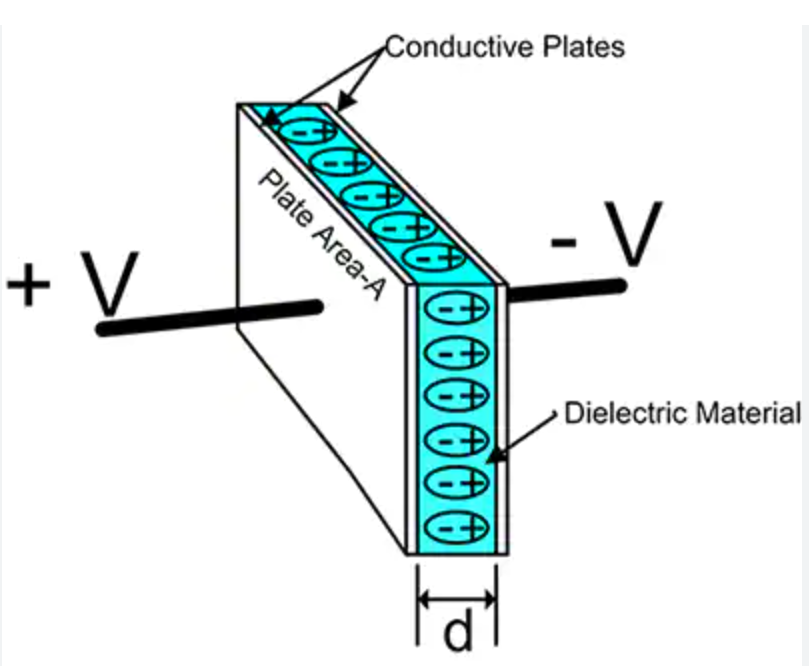 Conductive Plates
- +
- +
- +
- +
- +
Plate Area-A
+ V
- V
- +
- +
- +
- +
- +
- +
Dielectric Material
d